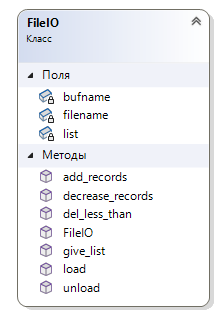 FileIO
Класс
Поля
bufname
filename
list
Методы
add_records
decrease_records
del_less_than
FileIO
give_list
load
unload